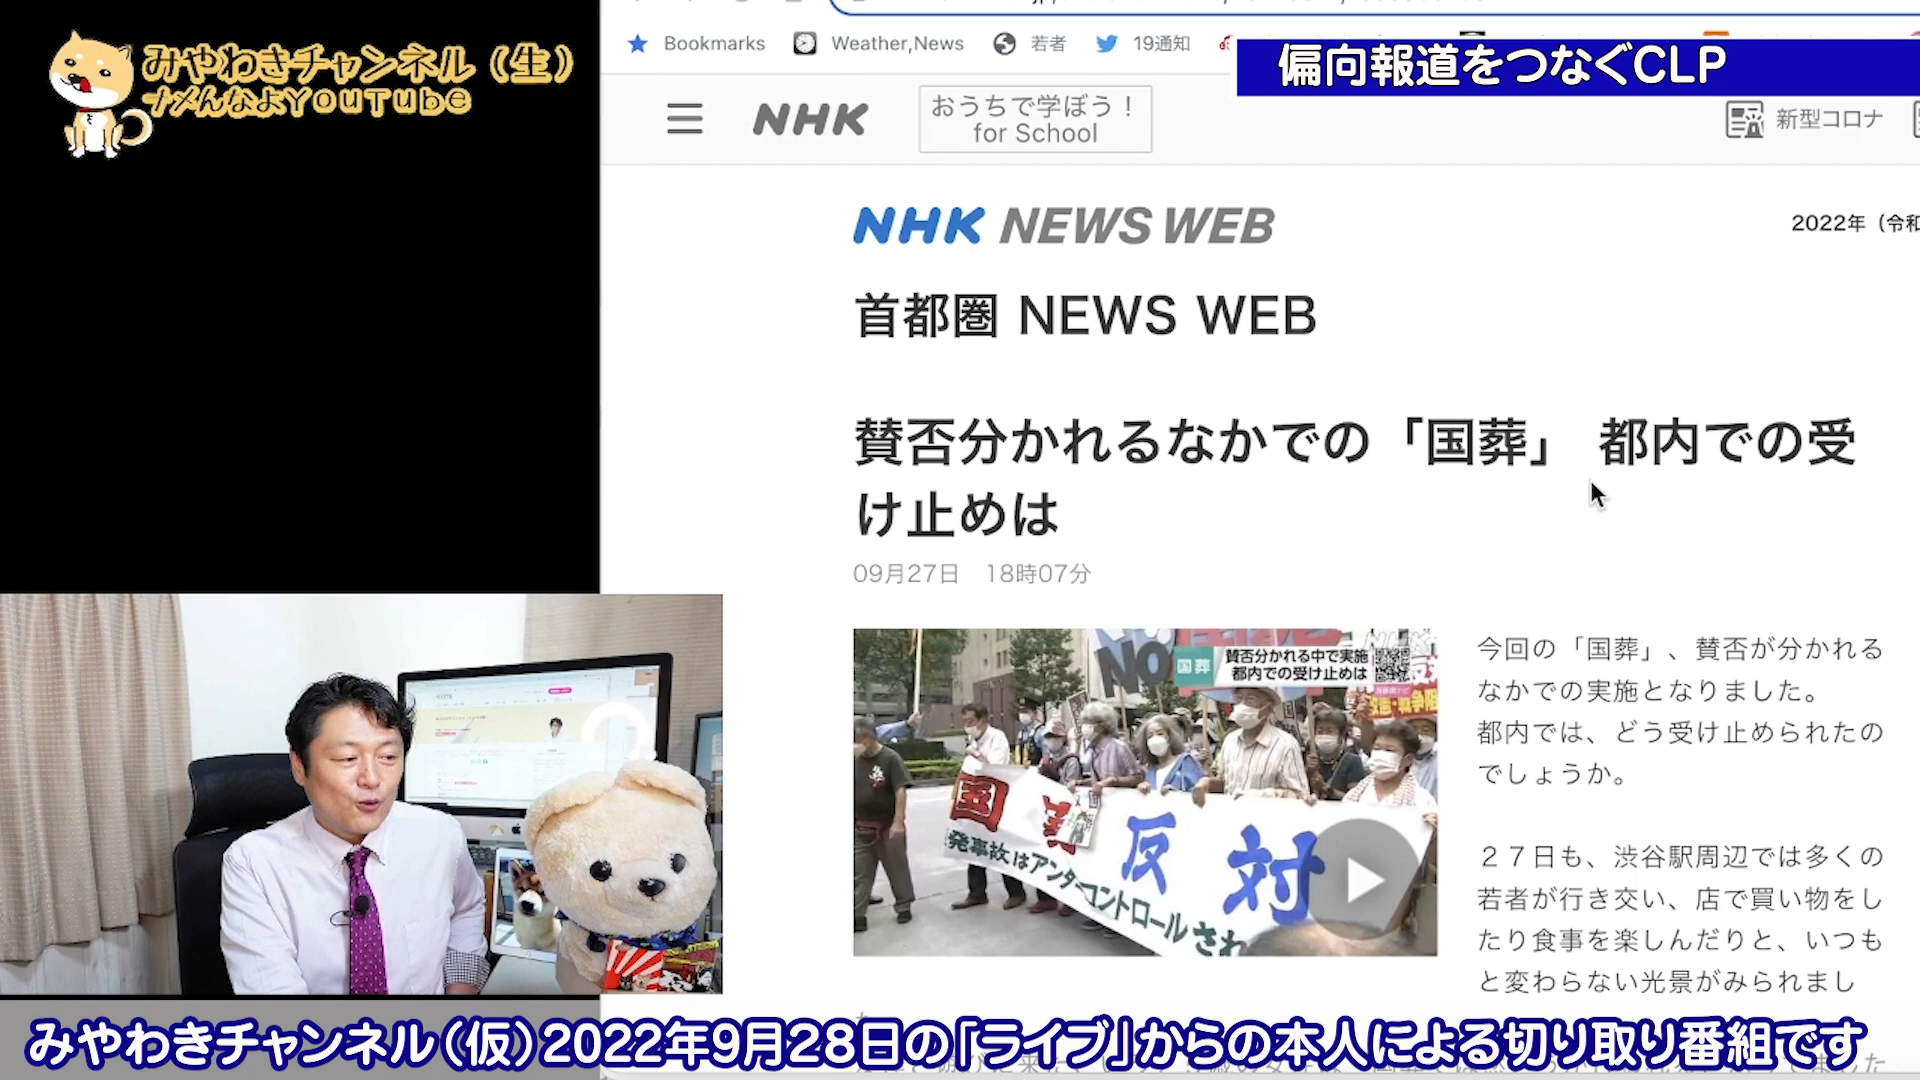 みやわきチャンネル（生）
ナメんなよYouTube
Bookmarks
Weather,News
若者
19通知
偏向報道をつなぐCLP
NHK
おうちで学ぼう！
for School
新型コロナ
NHK NEWS WEB
2022年（令和
首都圏 NEWS WEB
賛否分かれるなかでの「国葬」 都内での受
け止めは
09月27日 18時07分
NO
国葬
賛否分かれる中で実施
都内での受け止めは
国葬反対
発事故はアンダーコントロールされ
今回の「国葬」、賛否が分かれる
なかでの実施となりました。
都内では、どう受け止められたの
でしょうか。
２７日も、渋谷駅周辺では多くの
若者が行き交い、店で買い物をし
たり食事を楽しんだりと、いつも
と変わらない光景がみられまし
みやわきチャンネル（仮）2022年9月28日の「ライブ」からの本人による切り取り番組です